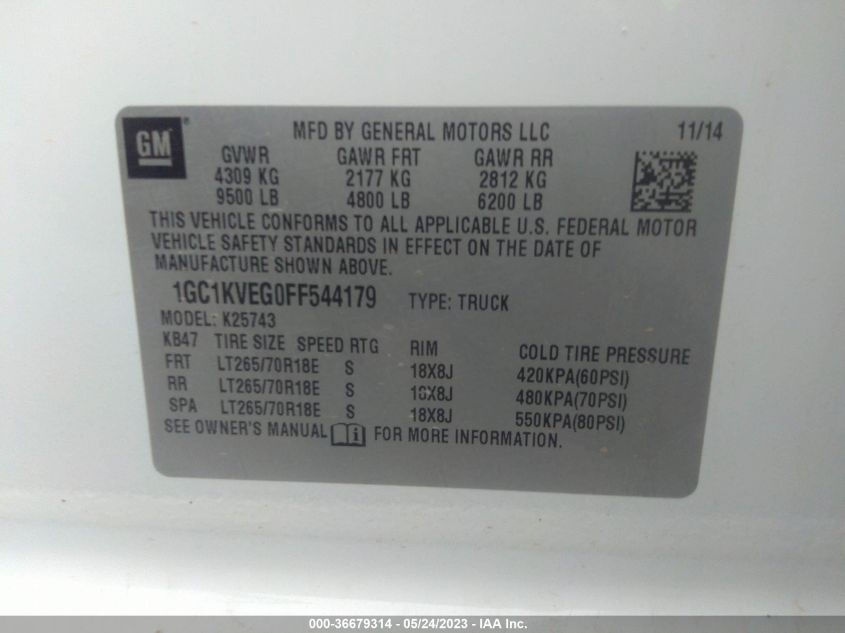 GM
MFD BY GENERAL MOTORS LLC 11/14
GVWR GAWR FRT GAWR RR
4309 KG 2177 KG 2812 KG
9500 LB 4800 LB 6200 LB
THIS VEHICLE CONFORMS TO ALL APPLICABLE U.S. FEDERAL MOTOR
VEHICLE SAFETY STANDARDS IN EFFECT ON THE DATE OF
MANUFACTURE SHOWN ABOVE.
1GC1KVEG0FF544179 TYPE: TRUCK
MODEL: K25743
KB47 TIRE SIZE SPEED RTG RIM COLD TIRE PRESSURE
FRT LT265/70R18E S 18X8J 420KPA(60PSI)
RR LT265/70R18E S 18X8J 480KPA(70PSI)
SPA LT265/70R18E S 18X8J 550KPA(80PSI)
SEE OWNER'S MANUAL FOR MORE INFORMATION.
000-36679314 - 05/24/2023 - IAA Inc.